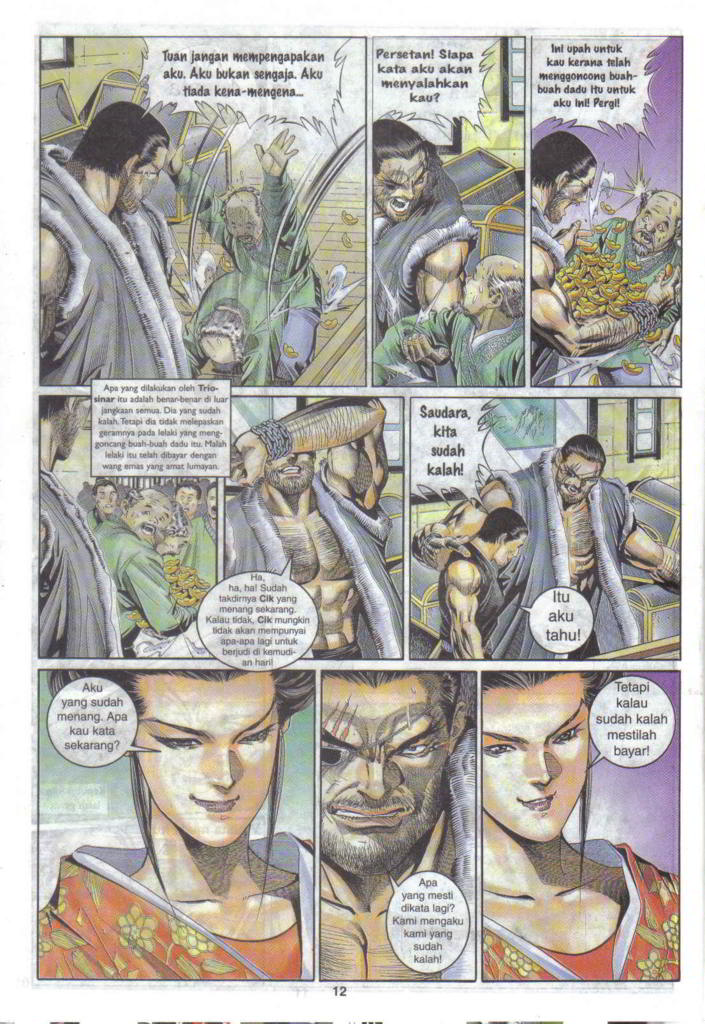 Tuan jangan mempengapakan
aku. Aku bukan sengaja. Aku
tiada kena-mengena...
Persetan! Siapa
kata aku akan
menyalahkan
kau?
Ini upah untuk
kau kerana telah
menggoncong buah-
buah dadu itu untuk
aku ini! Pergi!
Apa yang dilakukan oleh Trio-
sinar itu adalah benar-benar di luar
jangkaan semua. Dia yang sudah
kalah. Tetapi dia tidak melepaskan
geramnya pada lelaki yang meng-
goncang buah-buah dadu itu. Malah
lelaki itu telah dibayar dengan
wang emas yang amat lumayan.
Ha,
ha, ha! Sudah
takdirnya Cik yang
menang sekarang.
Kalau tidak, Cik mungkin
tidak akan mempunyai
apa-apa lagi untuk
berjudi di kemudi-
an hari!
Saudara,
kita
sudah
kalah!
Itu
aku
tahu!
Aku
yang sudah
menang. Apa
kau kata
sekarang?
Apa
yang mesti
dikata lagi?
Kami mengaku
kami yang
sudah
kalah!
Tetapi
kalau
sudah kalah
mestilah
bayar!
12